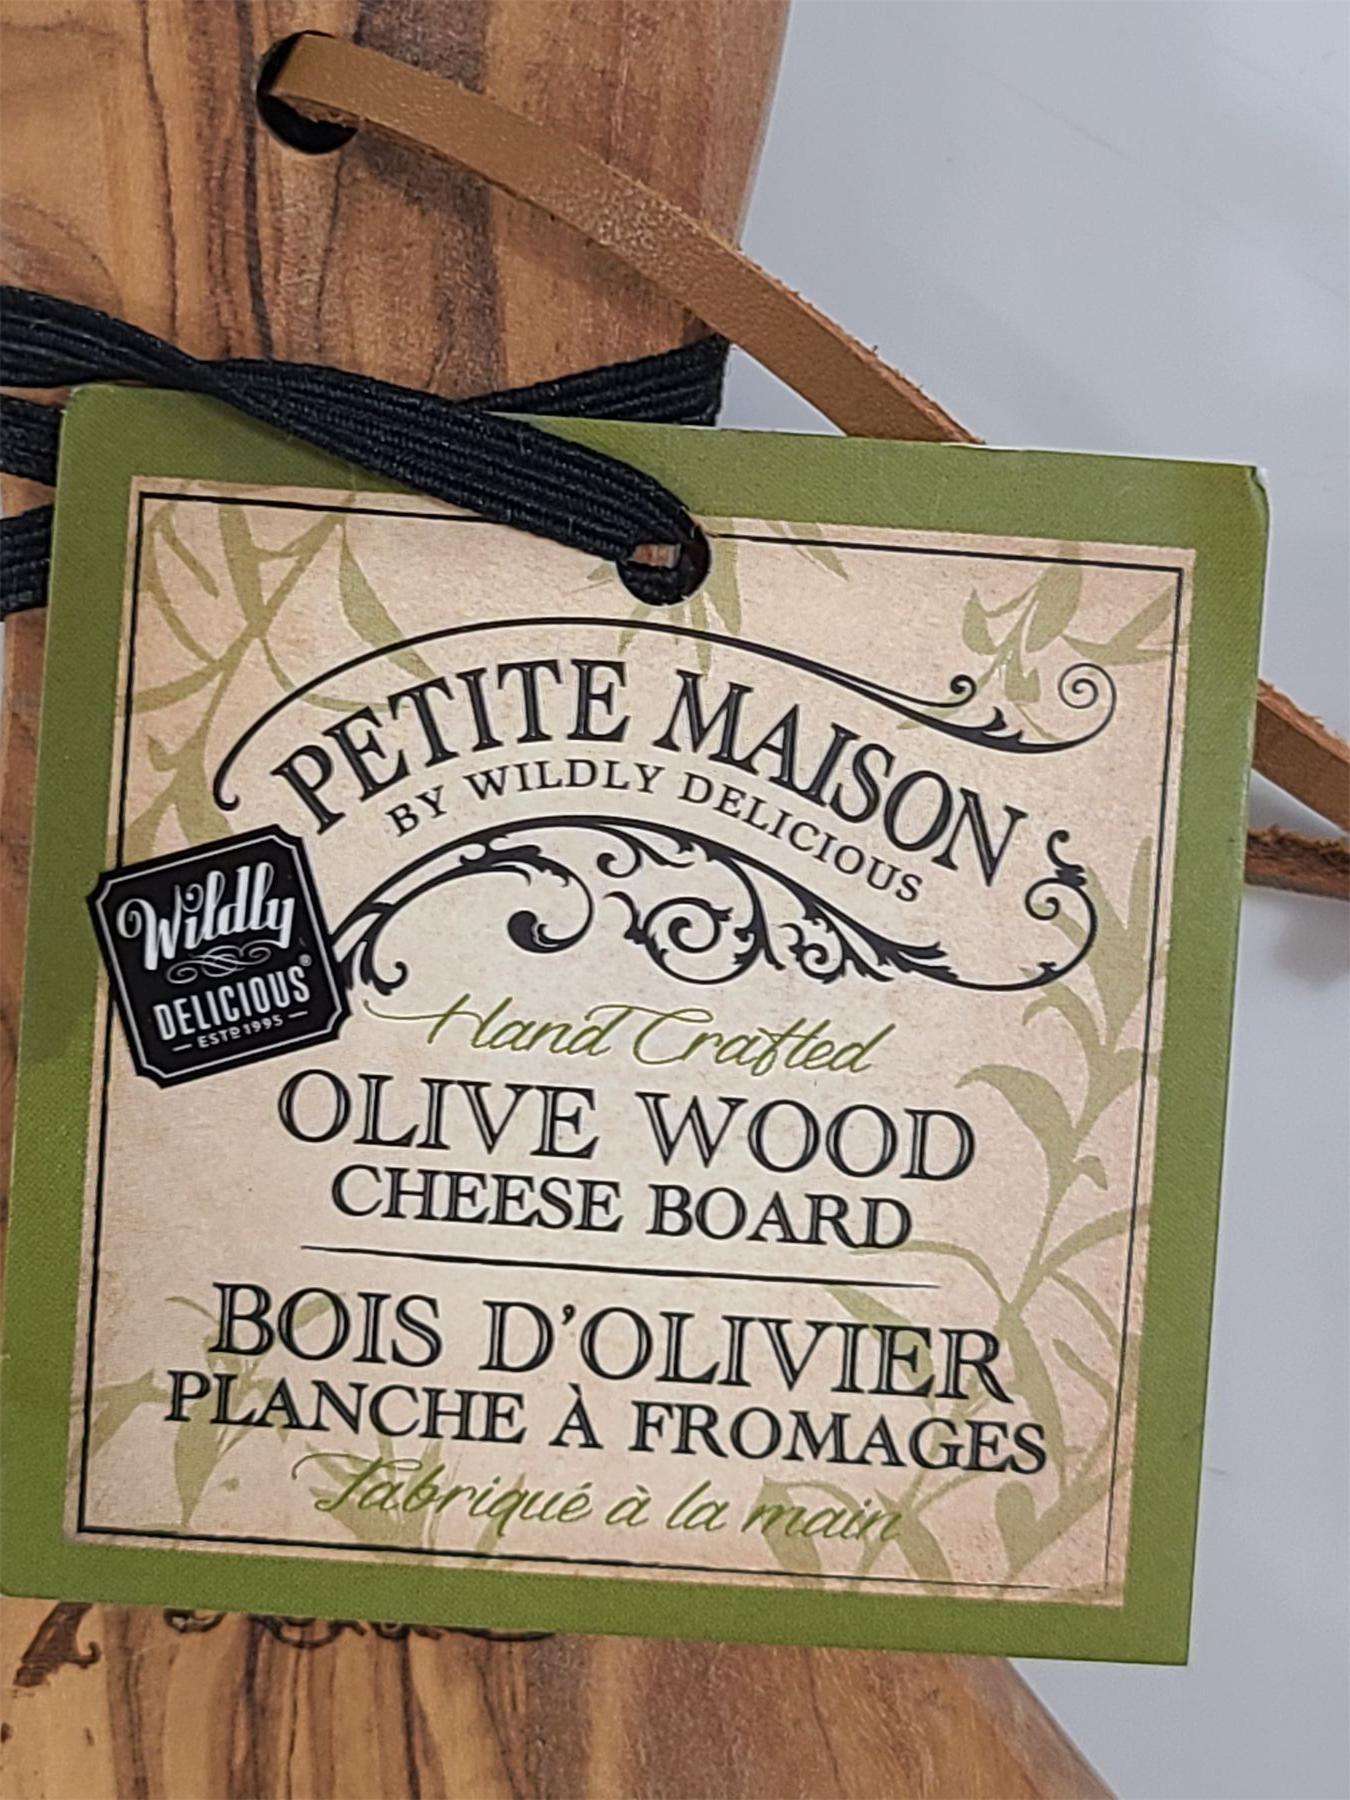 PETITE MAISON
BY WILDLY DELICIOUS
Wildly
DELICIOUS®
ESTD 1995
Hand Crafted
OLIVE WOOD
CHEESE BOARD
BOIS D'OLIVIER
PLANCHE À FROMAGES
Fabriqué à la main